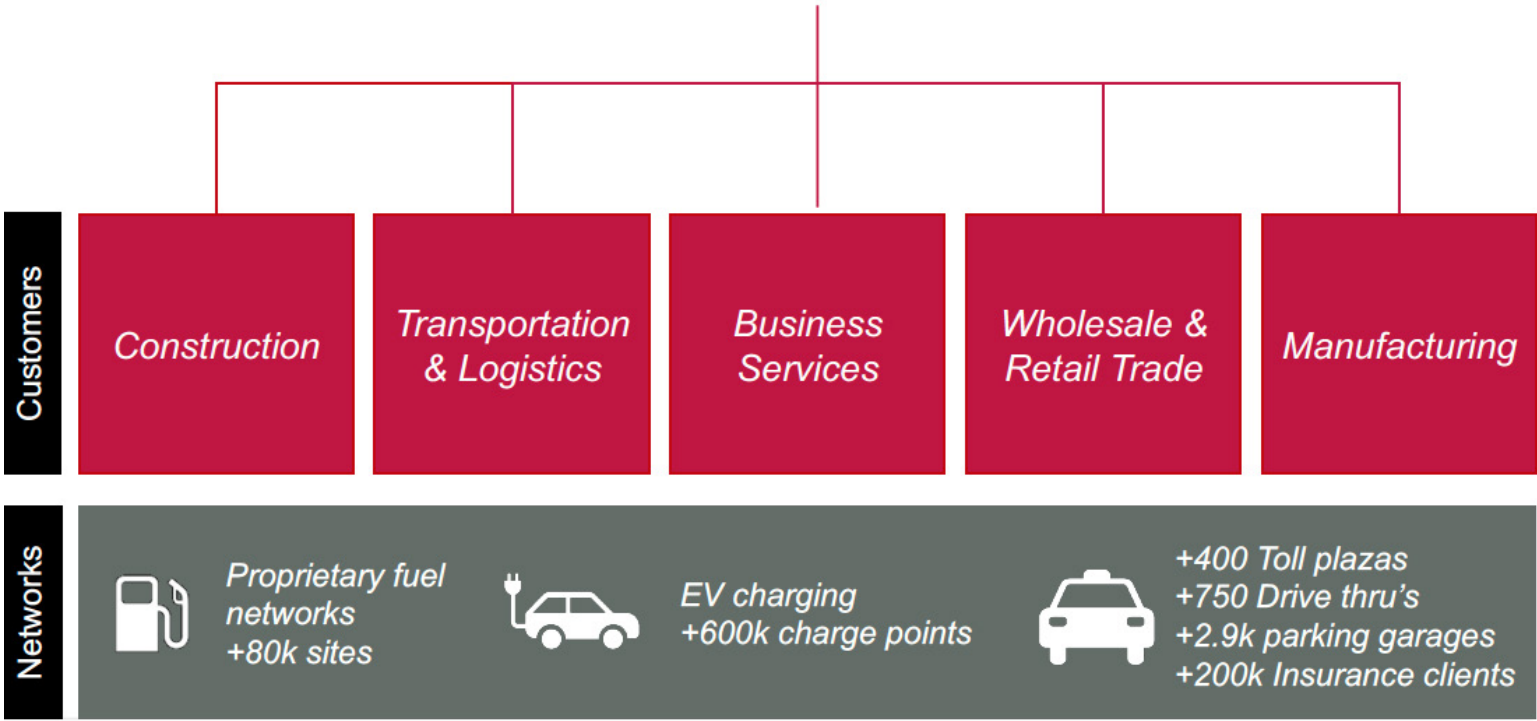 Customers
Construction
Transportation
& Logistics
Business
Services
Wholesale &
Retail Trade
Manufacturing
Networks
Proprietary fuel
networks
+80k sites
EV charging
+600k charge points
+400 Toll plazas
+750 Drive thru's
+2.9k parking garages
+200k Insurance clients